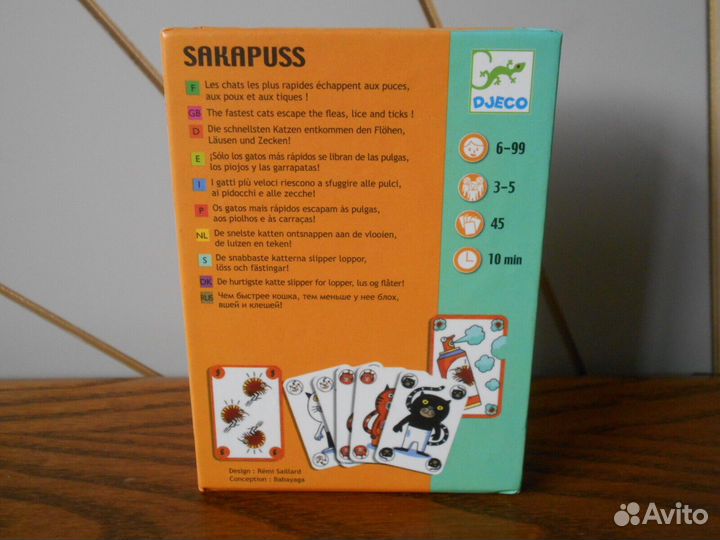 SAKAPUSS
F Les chats les plus rapides échappent aux puces,
aux poux et aux tiques !
GB The fastest cats escape the fleas, lice and ticks !
D Die schnellsten Katzen entkommen den Flöhen,
Läusen und Zecken!
E ¡Sólo los gatos más rápidos se libran de las pulgas,
los piojos y las garrapatas!
I I gatti più veloci riescono a sfuggire alle pulci,
ai pidocchi e alle zecche!
P Os gatos mais rápidos escapam às pulgas,
aos piolhos e às carraças!
NL De snelste katten ontsnappen aan de vlooien,
de luizen en teken!
S De snabbaste katterna slipper loppor,
löss och fästingar!
DK De hurtigste katte slipper for lopper, lus og flåter!
RUS Чем быстрее кошка, тем меньше у нее блох,
вшей и клещей!
DJECO
6-99
3-5
45
10 min
Design : Rémi Saillard
Conception : Babayaga
Avito